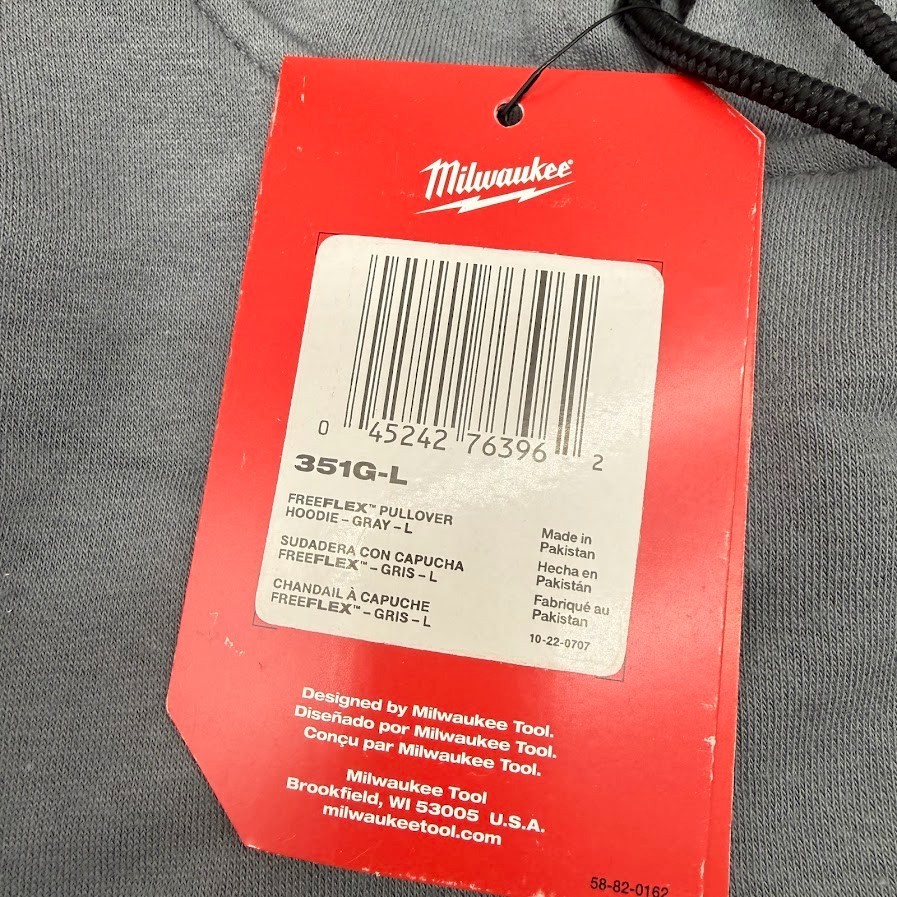 Milwaukee®
0 45242 76396 2
351G-L
FREEFLEX™ PULLOVER
HOODIE – GRAY – L
SUDADERA CON CAPUCHA
FREEFLEX™ – GRIS – L
CHANDAIL À CAPUCHE
FREEFLEX™ – GRIS – L
Made in
Pakistan
Hecha en
Pakistán
Fabriqué au
Pakistan
10-22-0707
Designed by Milwaukee Tool.
Diseñado por Milwaukee Tool.
Conçu par Milwaukee Tool.
Milwaukee Tool
Brookfield, WI 53005 U.S.A.
milwaukeetool.com
58-82-0162